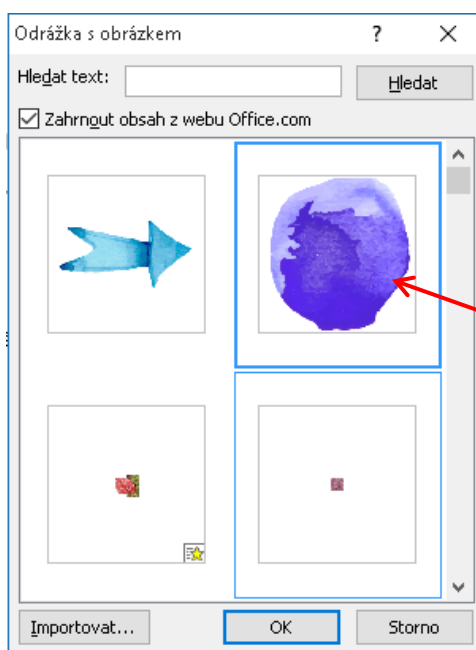 Odrážka s obrázkem ?
Hledat text: Hledat
Zahrnout obsah z webu Office.com
Importovat... OK Storno